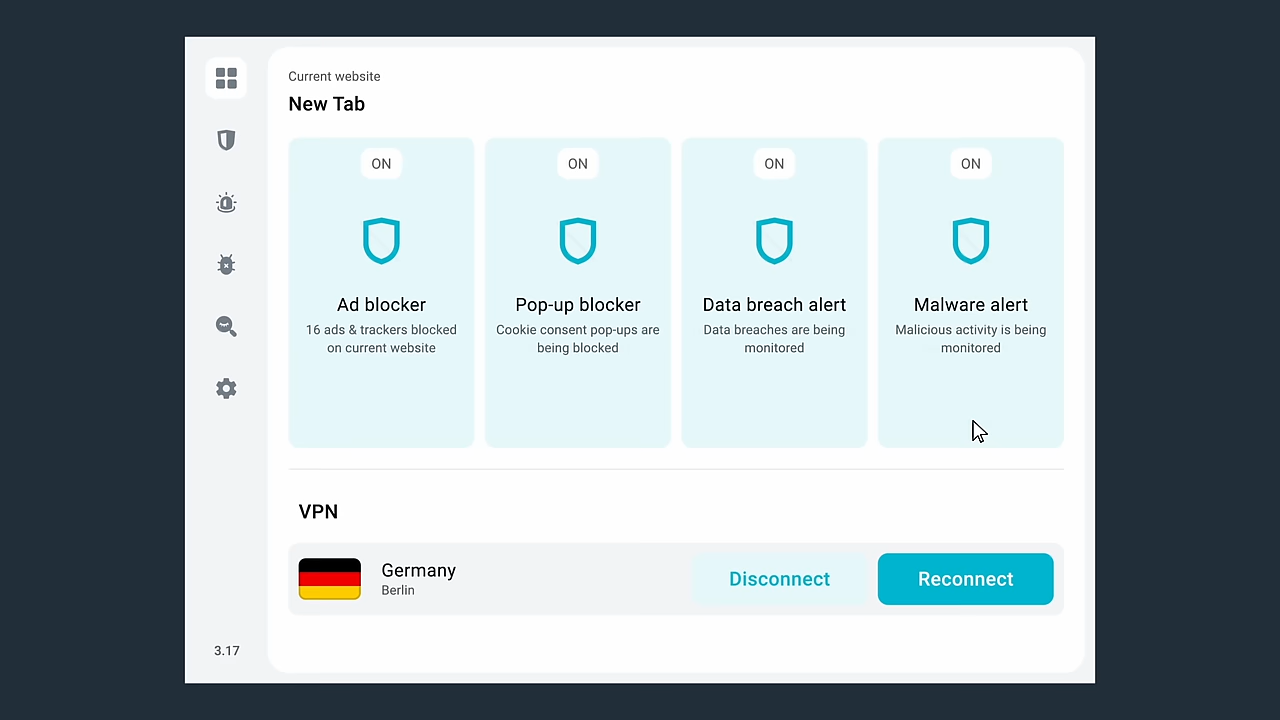 Current website
New Tab
ON
ON
ON
ON
Ad blocker
16 ads & trackers blocked
on current website
Pop-up blocker
Cookie consent pop-ups are
being blocked
Data breach alert
Data breaches are being
monitored
Malware alert
Malicious activity is being
monitored
VPN
Germany
Berlin
Disconnect
Reconnect
3.17